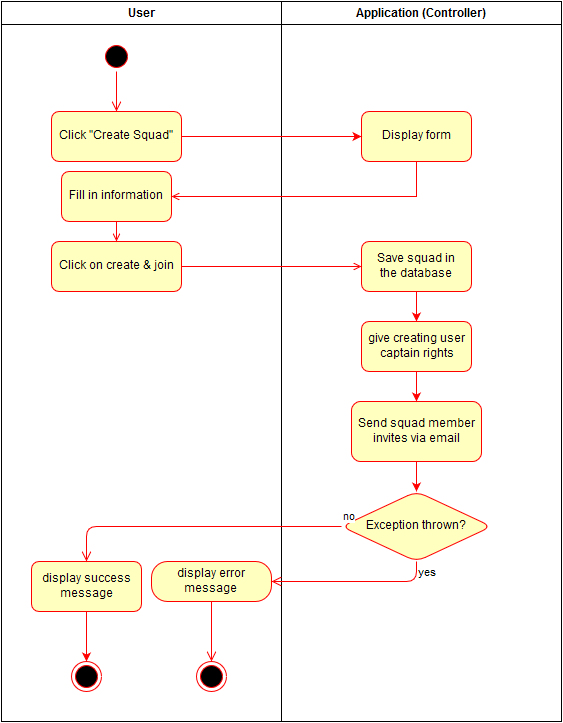 User
Application (Controller)
Click "Create Squad"
Display form
Fill in information
Click on create & join
Save squad in
the database
give creating user
captain rights
Send squad member
invites via email
no
Exception thrown?
yes
display success
message
display error
message